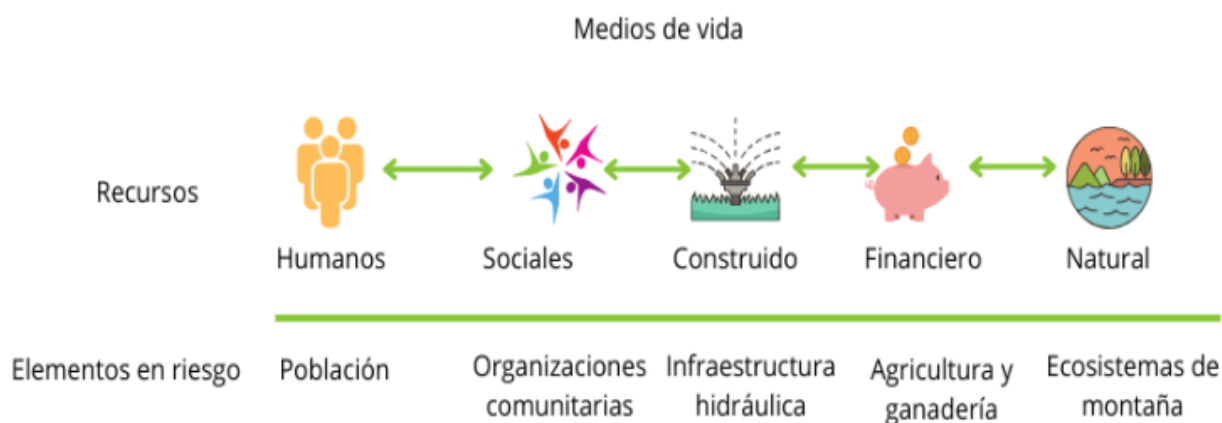 Medios de vida
Recursos
Humanos
Sociales
Construido
Financiero
Natural
Elementos en riesgo
Población
Organizaciones
comunitarias
Infraestructura
hidráulica
Agricultura y
ganadería
Ecosistemas de
montaña